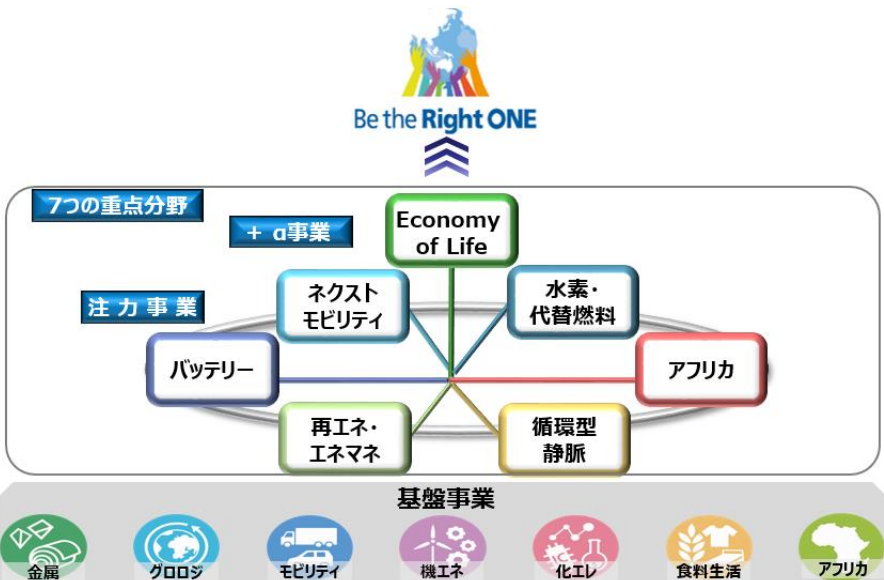 Be the Right ONE
7つの重点分野
+ α事業
Economy
of Life
注力事業
ネクスト
モビリティ
水素・
代替燃料
バッテリー
アフリカ
再エネ・
エネマネ
循環型
静脈
基盤事業
金属
グロロジ
モビリティ
機エネ
化エレ
食料生活
アフリカ